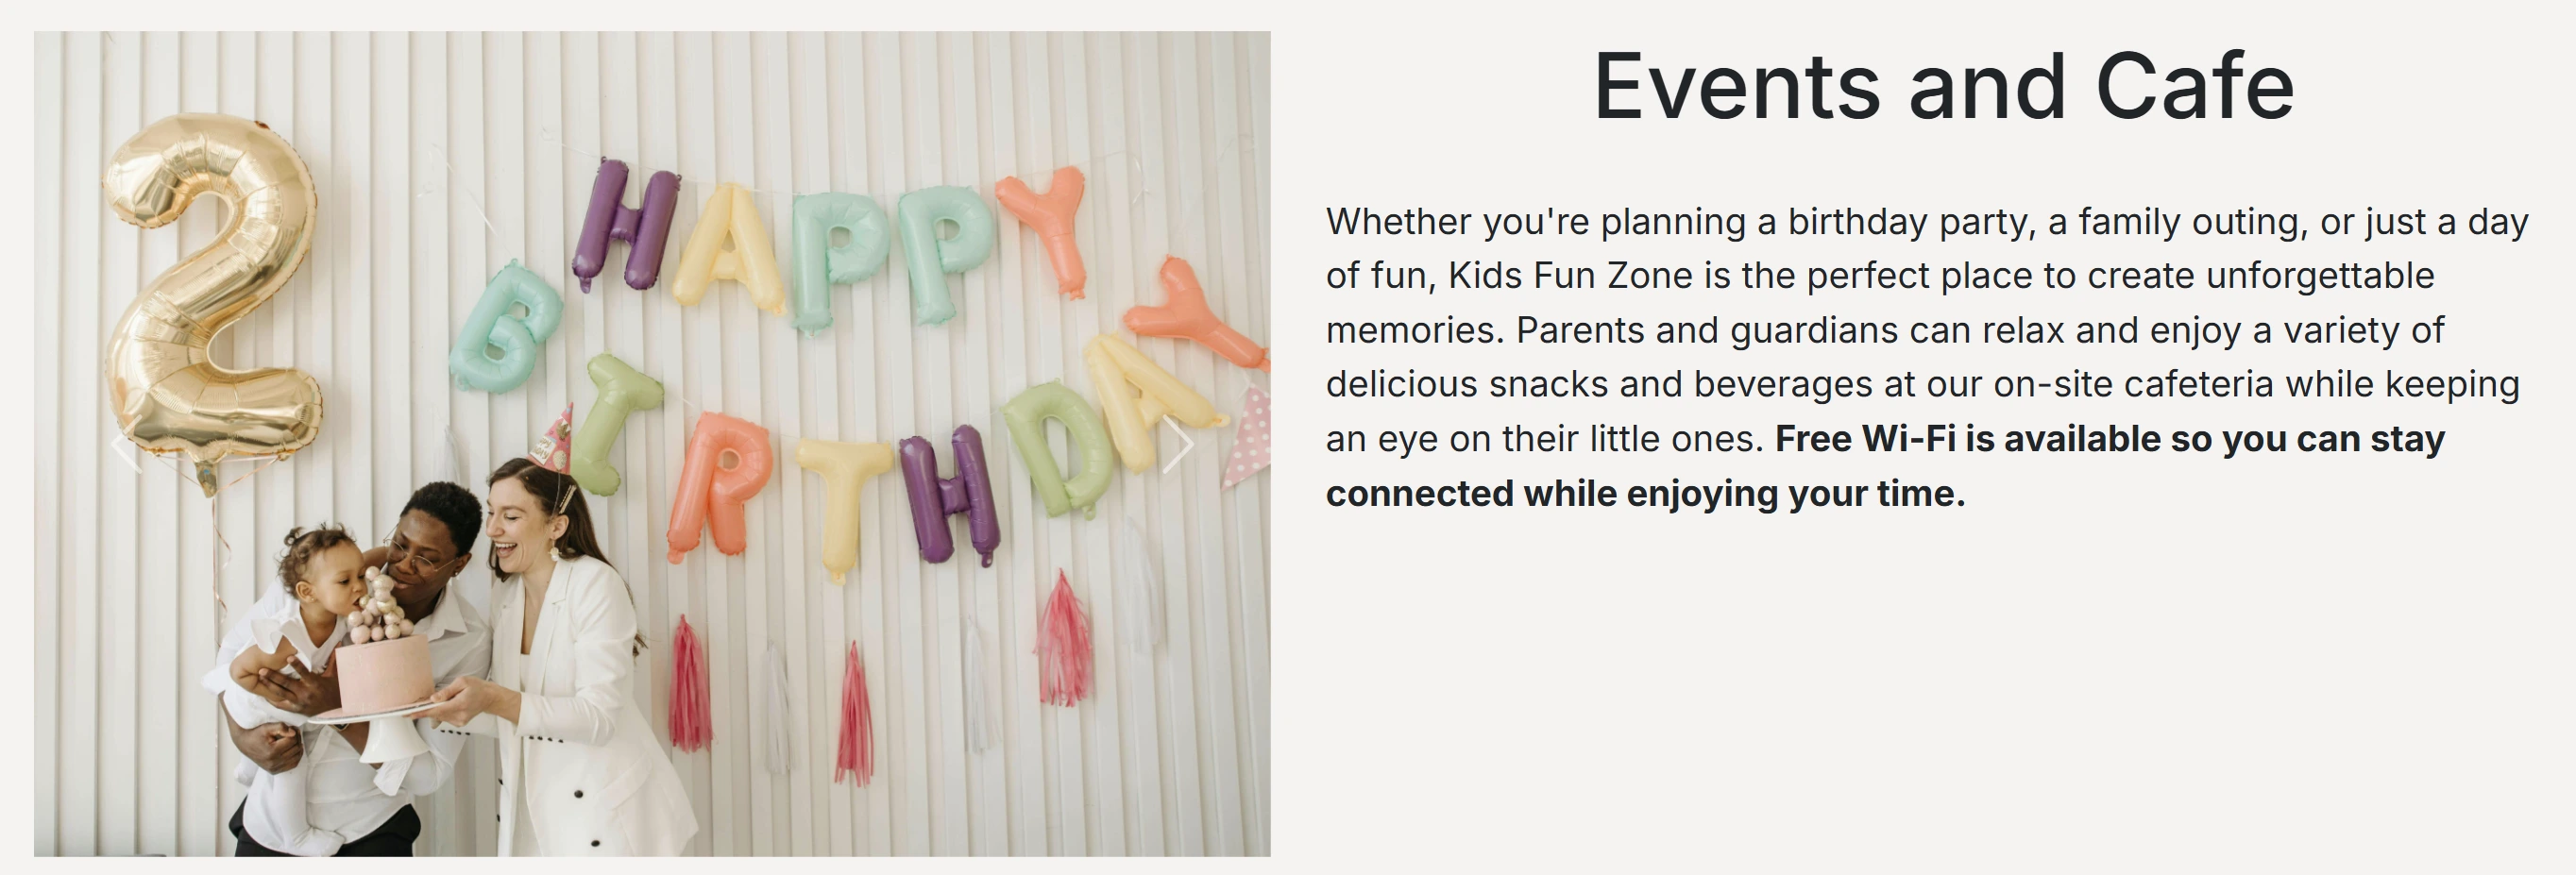 2
HAPPY
BIRTHDAY
Events and Cafe
Whether you're planning a birthday party, a family outing, or just a day
of fun, Kids Fun Zone is the perfect place to create unforgettable
memories. Parents and guardians can relax and enjoy a variety of
delicious snacks and beverages at our on-site cafeteria while keeping
an eye on their little ones. Free Wi-Fi is available so you can stay
connected while enjoying your time.